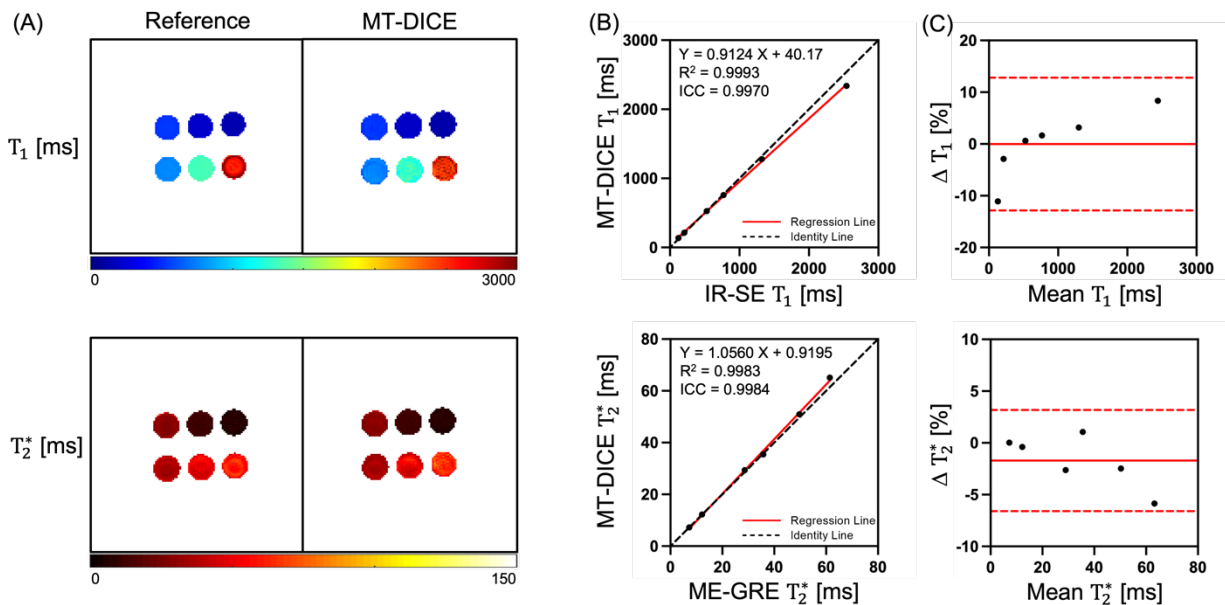 (A)
Reference
MT-DICE
T₁ [ms]
0
3000
T₂* [ms]
0
150
(B)
Y = 0.9124 X + 40.17
R² = 0.9993
ICC = 0.9970
Regression Line
Identity Line
MT-DICE T₁ [ms]
3000
2000
1000
0
0 1000 2000 3000
IR-SE T₁ [ms]
Y = 1.0560 X + 0.9195
R² = 0.9983
ICC = 0.9984
Regression Line
Identity Line
MT-DICE T₂* [ms]
80
60
40
20
0
0 20 40 60 80
ME-GRE T₂* [ms]
(C)
Δ T₁ [%]
20
10
0
-10
-20
0 1000 2000 3000
Mean T₁ [ms]
Δ T₂* [%]
10
5
0
-5
-10
0 20 40 60 80
Mean T₂* [ms]